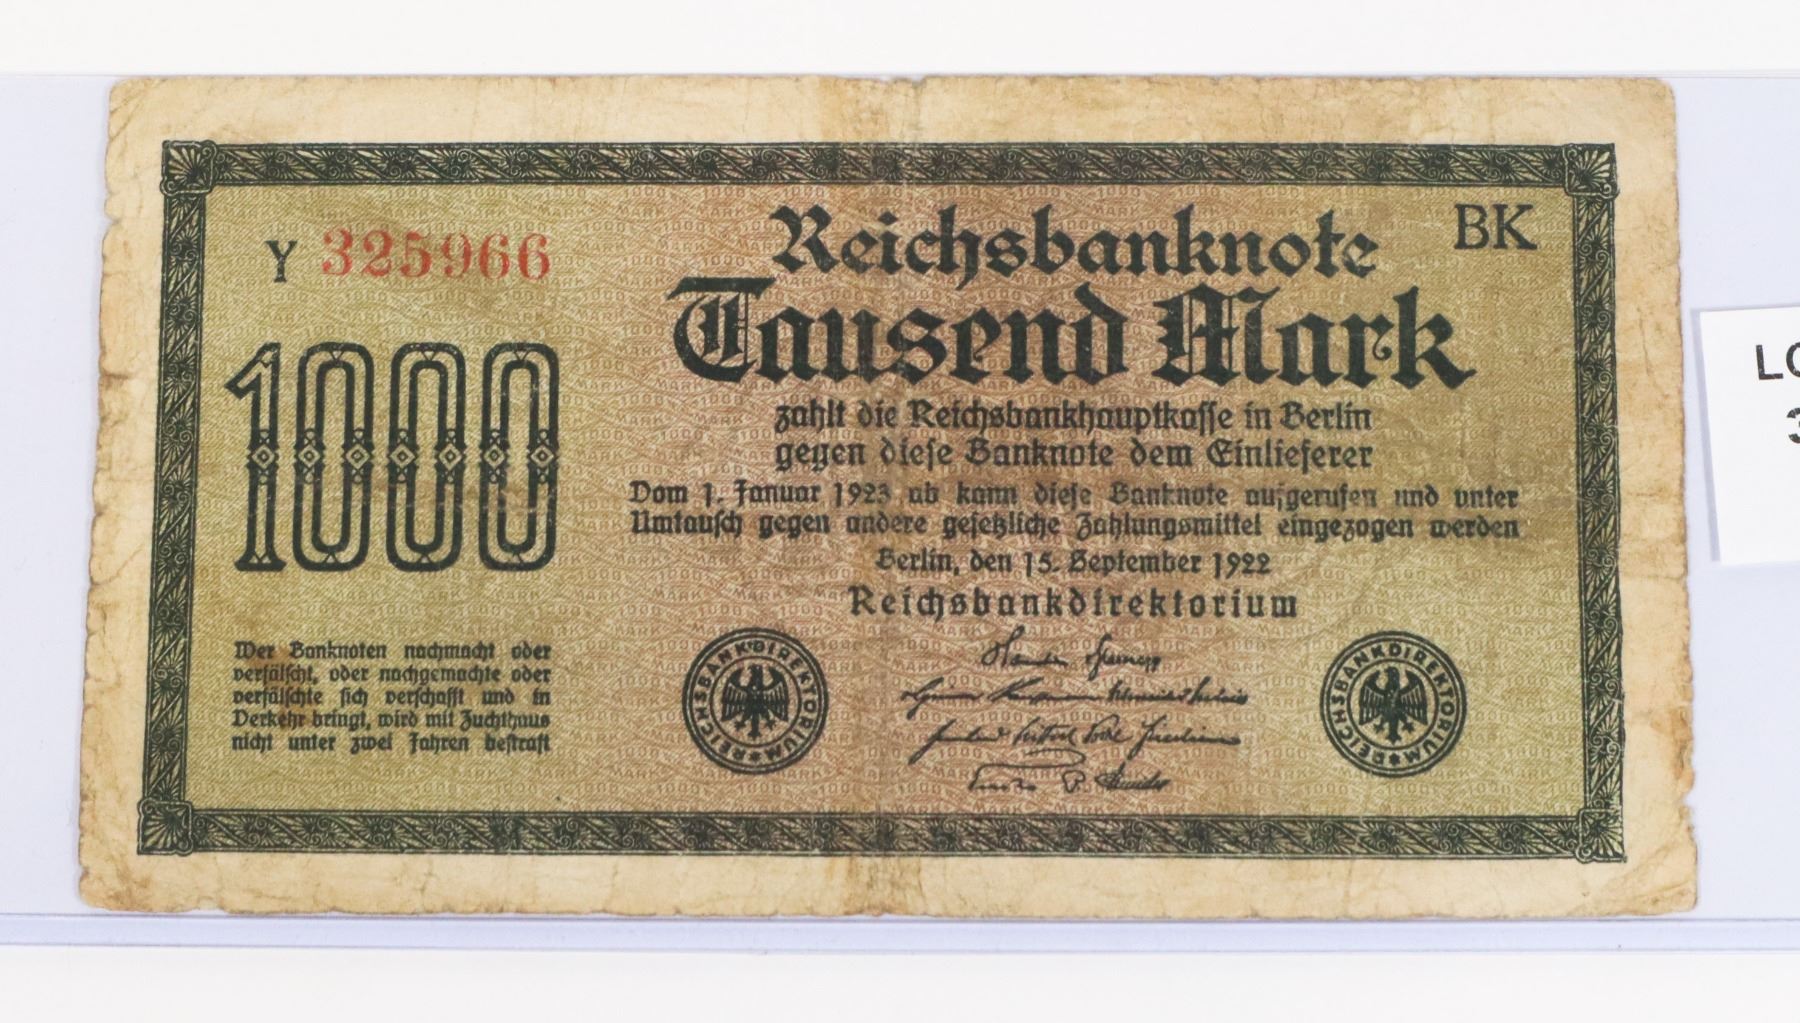 Y 325966
Reichsbanknote
BK
Tausend Mark
1000
zahlt die Reichsbankhauptkasse in Berlin
gegen diese Banknote dem Einlieferer
Vom 1. Januar 1923 ab kann diese Banknote aufgerufen und unter
Umtausch gegen andere gesetzliche Zahlungsmittel eingezogen werden
Berlin, den 15. September 1922
Reichsbankdirektorium
Wer Banknoten nachmacht oder
verfälscht, oder nachgemachte oder
verfälschte sich verschafft und in
Verkehr bringt, wird mit Zuchthaus
nicht unter zwei Jahren bestraft
REICHSBANKDIREKTORIUM
REICHSBANKDIREKTORIUM
LO
3